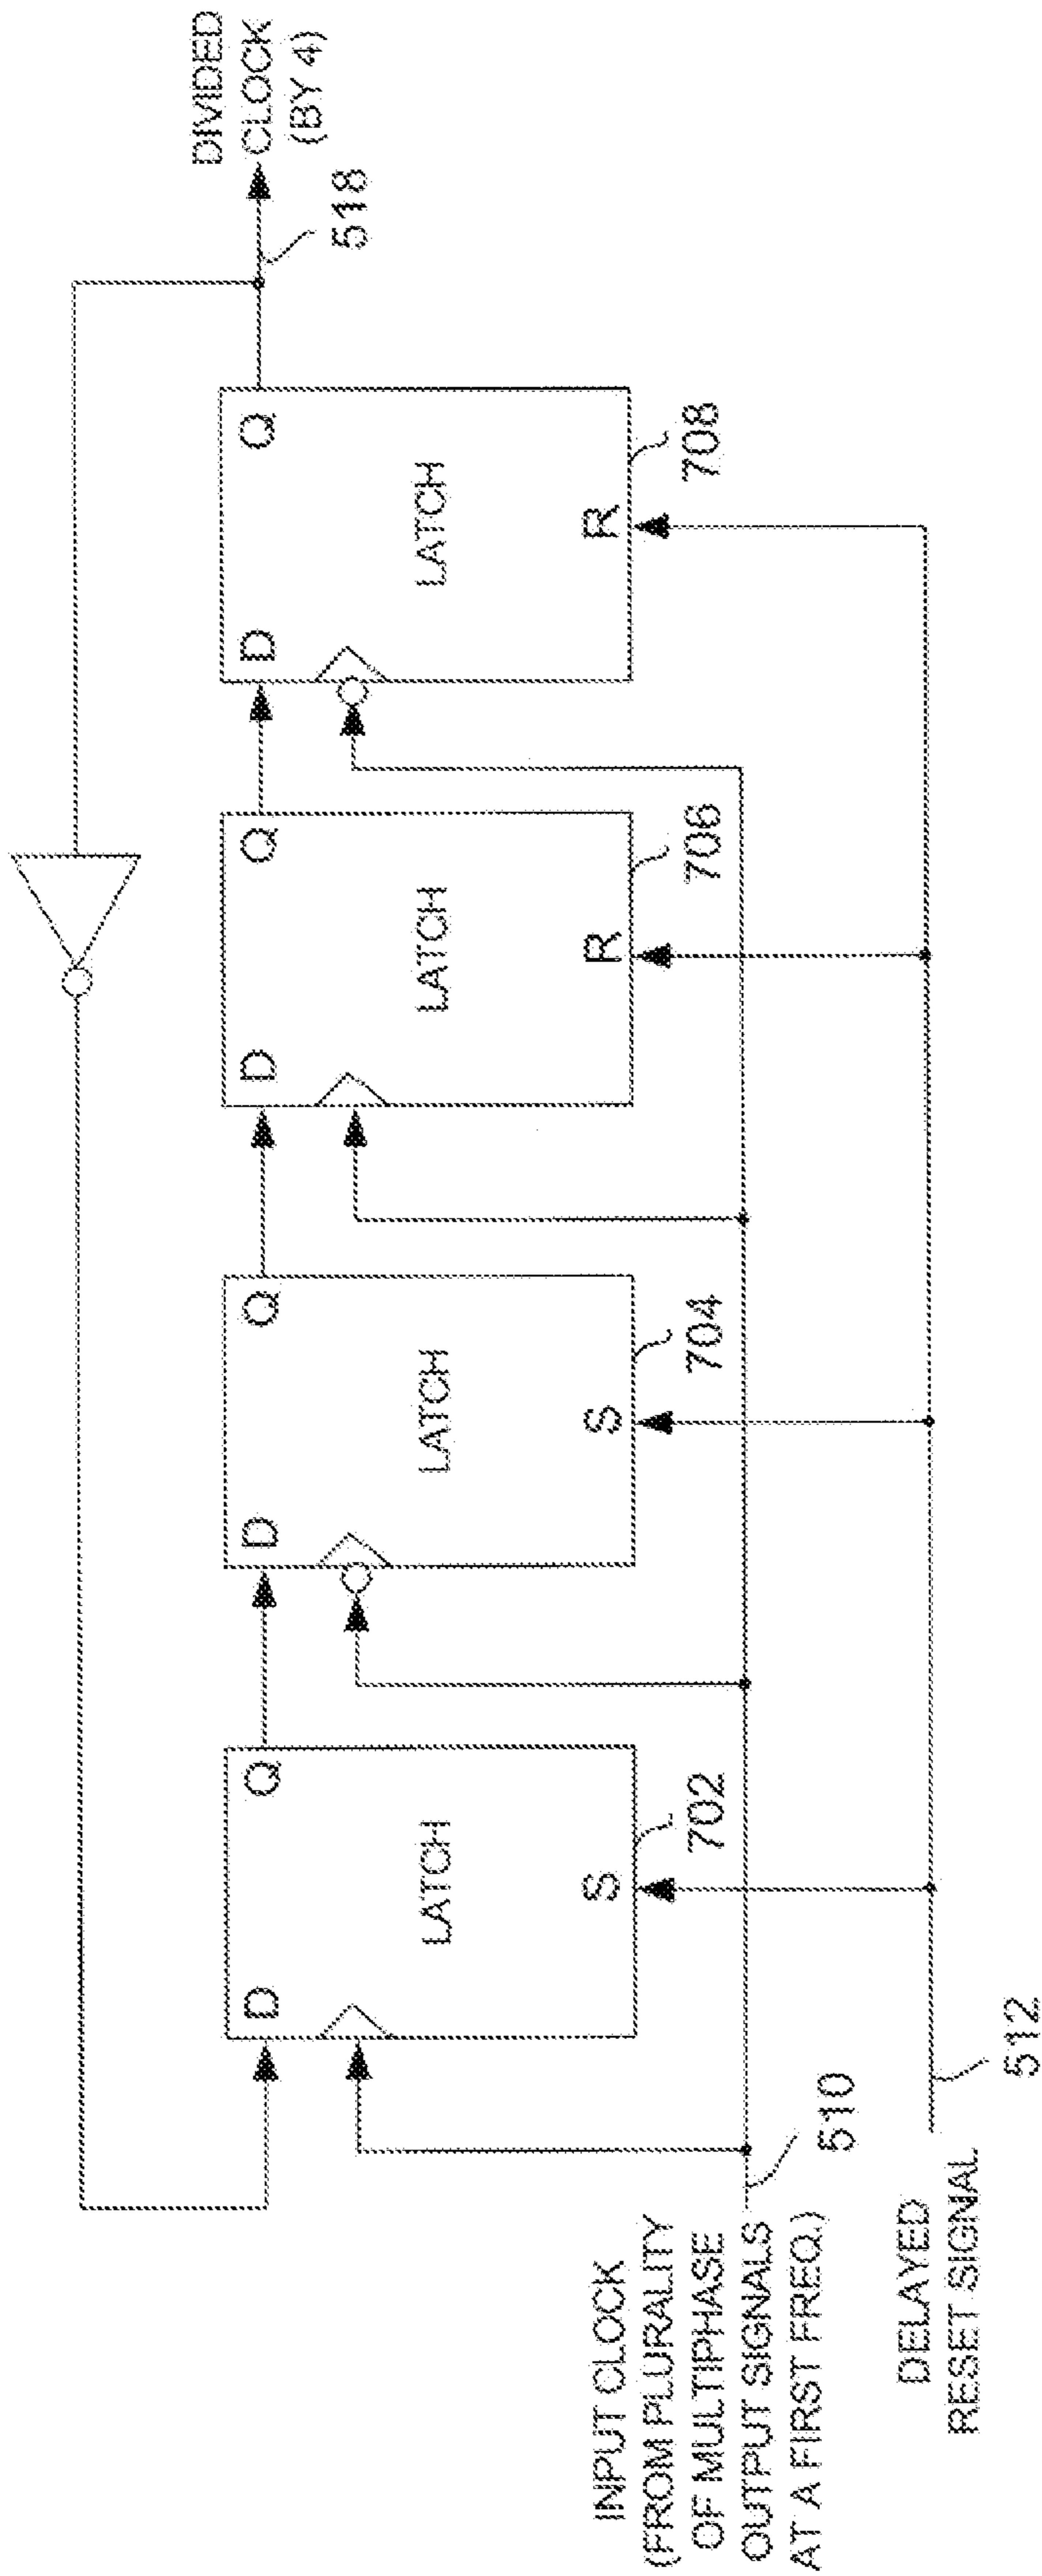 DIVIDED
CLOCK
(BY 4)
518
D
Q
LATCH
S
702
D
Q
LATCH
S
704
D
Q
LATCH
R
706
D
Q
LATCH
R
708
INPUT CLOCK
(FROM PLURALITY
OF MULTIPHASE
OUTPUT SIGNALS
AT A FIRST FREQ.)
510
DELAYED
RESET SIGNAL
512